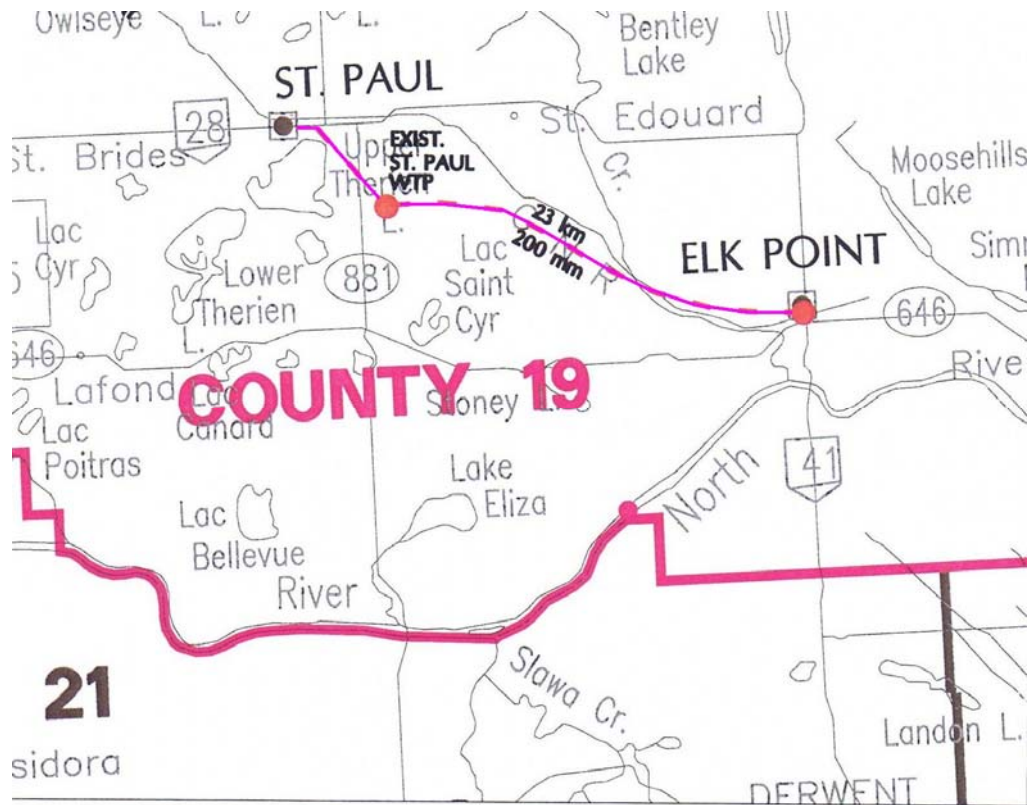 Owlseye L. L.
Bentley
Lake
ST. PAUL
28
St. Edouard
St. Brides
EXIST.
ST. PAUL
WTP
Upper
Therien
L.
Cr.
Moosehills
Lake
Lac
Cyr
23 km
200 mm
C N R
Lac
Saint
Cyr
ELK POINT
Lower
Therien
L.
881
646
646
River
Lafond
COUNTY 19
Lac
Canard
Stoney
Lac
Poitras
Lake
Eliza
North
41
Lac
Bellevue
River
21
Slawa Cr.
Landon L.
sidora
DERWENT